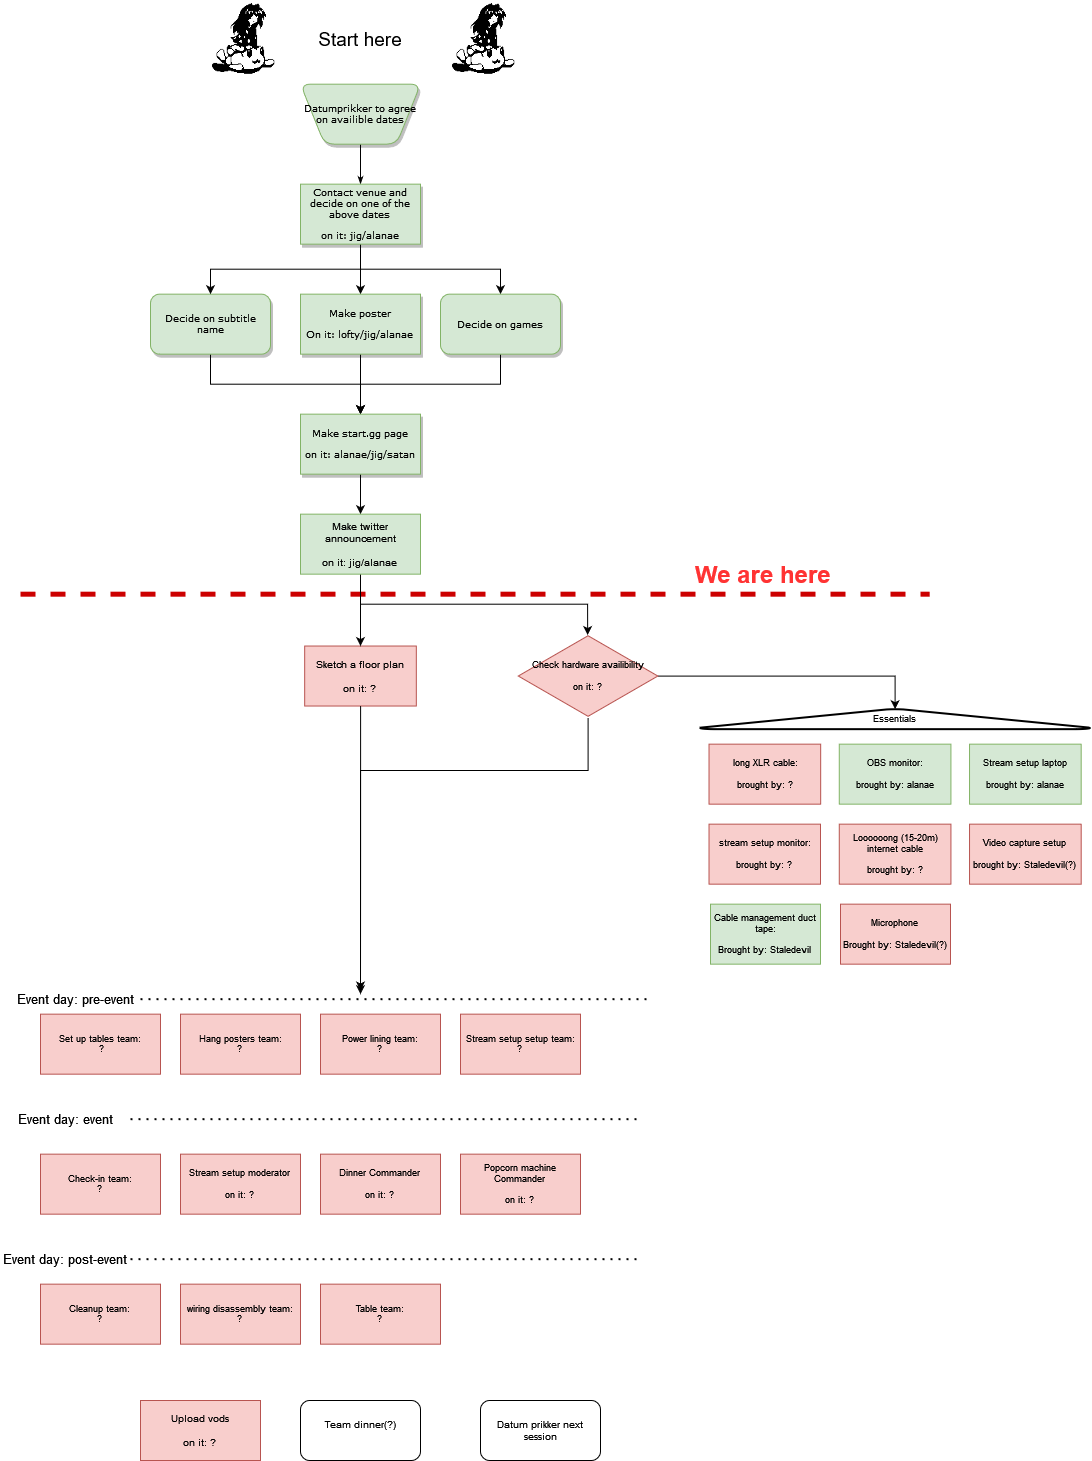 Start here
Datumprikker to agree
on availible dates
Contact venue and
decide on one of the
above dates
on it: jig/alanae
Decide on subtitle
name
Make poster
On it: lofty/jig/alanae
Decide on games
Make start.gg page
on it: alanae/jig/satan
Make twitter
announcement
on it: jig/alanae
We are here
Sketch a floor plan
on it: ?
Check hardware availibility
on it: ?
Essentials
long XLR cable:
brought by: ?
OBS monitor:
brought by: alanae
Stream setup laptop
brought by: alanae
stream setup monitor:
brought by: ?
Loooooong (15-20m)
internet cable
brought by: ?
Video capture setup
brought by: Staledevil(?)
Cable management duct
tape:
Brought by: Staledevil
Microphone
Brought by: Staledevil(?)
Event day: pre-event
Set up tables team:
?
Hang posters team:
?
Power lining team:
?
Stream setup setup team:
?
Event day: event
Check-in team:
?
Stream setup moderator
on it: ?
Dinner Commander
on it: ?
Popcorn machine
Commander
on it: ?
Event day: post-event
Cleanup team:
?
wiring disassembly team:
?
Table team:
?
Upload vods
on it: ?
Team dinner(?)
Datum prikker next
session